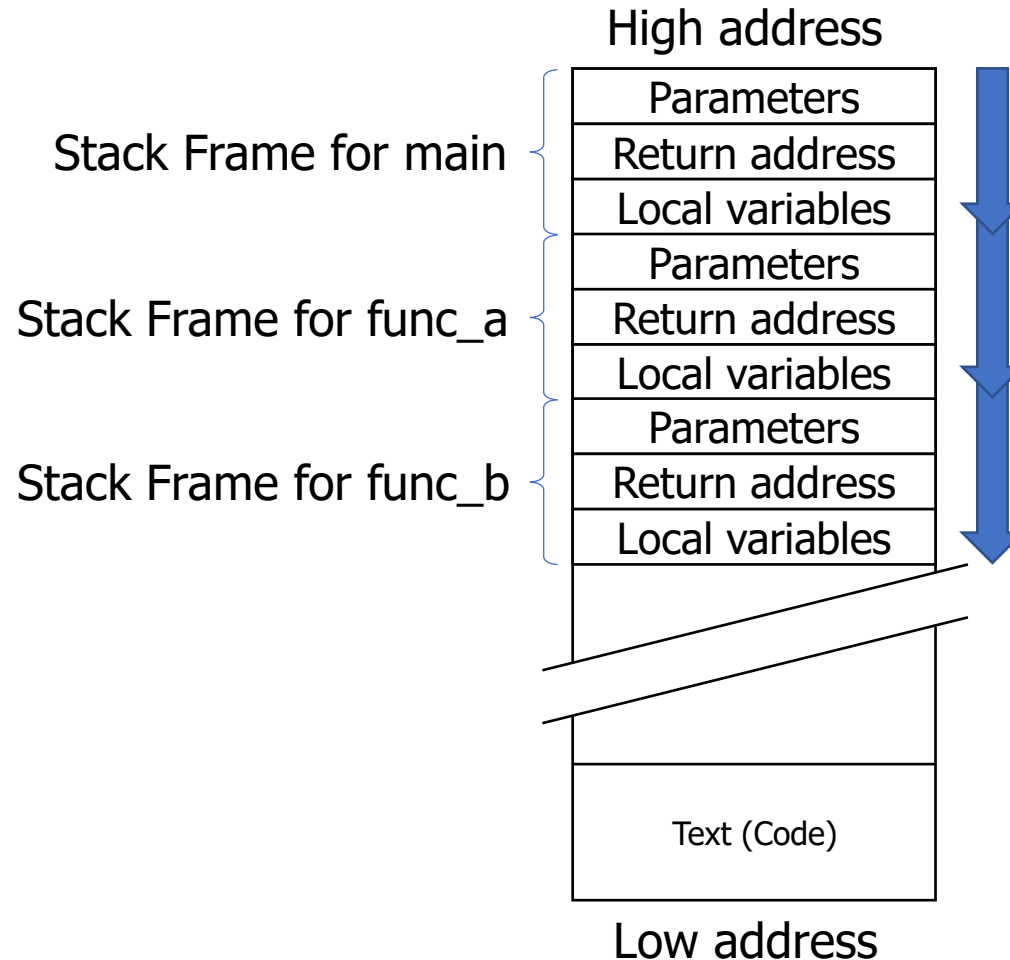 High address
Stack Frame for main
Parameters
Return address
Local variables
Stack Frame for func_a
Parameters
Return address
Local variables
Stack Frame for func_b
Parameters
Return address
Local variables
Text (Code)
Low address